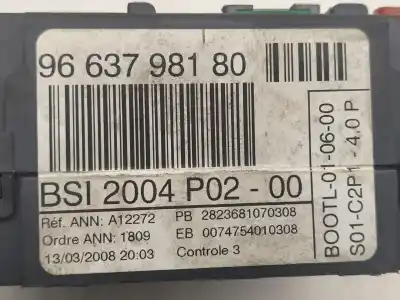 96 637 981 80
BSI 2004 P02 - 00
Réf. ANN: A12272 PB 2823681070308
Ordre ANN: 1809 EB 0074754010308
13/03/2008 20:03 Controle 3
BOOTL-01-06-00
S01-C2P1 - 4.0 P